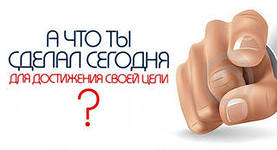 А ЧТО ТЫ
СДЕЛАЛ СЕГОДНЯ
ДЛЯ ДОСТИЖЕНИЯ СВОЕЙ ЦЕЛИ
?